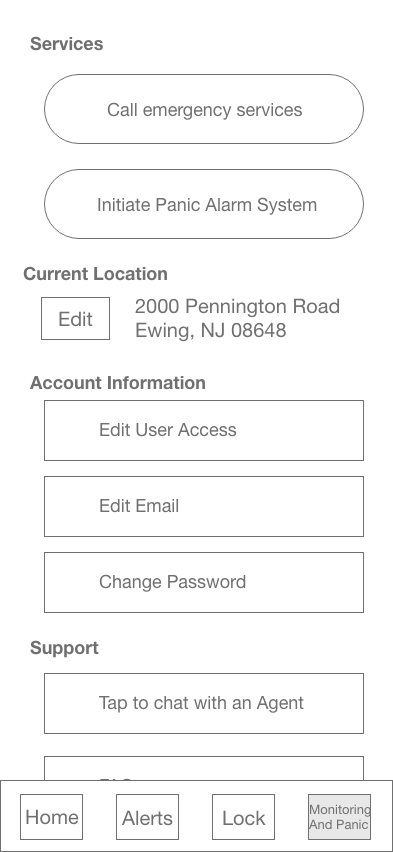 Services
Call emergency services
Initiate Panic Alarm System
Current Location
Edit
2000 Pennington Road
Ewing, NJ 08648
Account Information
Edit User Access
Edit Email
Change Password
Support
Tap to chat with an Agent
Home
Alerts
Lock
Monitoring
And Panic